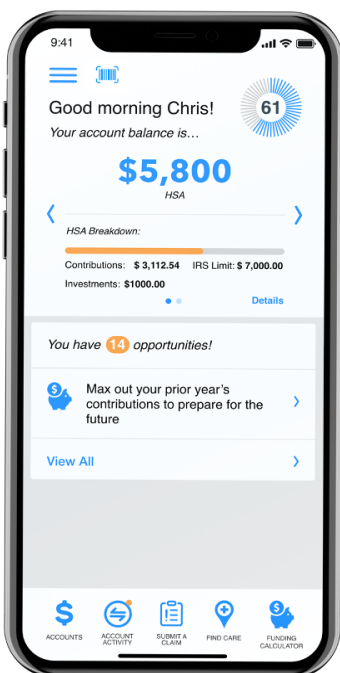 9:41
Good morning Chris!
61
Your account balance is...
$5,800
HSA
HSA Breakdown:
Contributions: $ 3,112.54 IRS Limit: $ 7,000.00
Investments: $1000.00
Details
You have 14 opportunities!
$
Max out your prior year's
contributions to prepare for the
future
View All
$
$
ACCOUNTS
ACCOUNT
ACTIVITY
SUBMIT A
CLAIM
FIND CARE
FUNDING
CALCULATOR